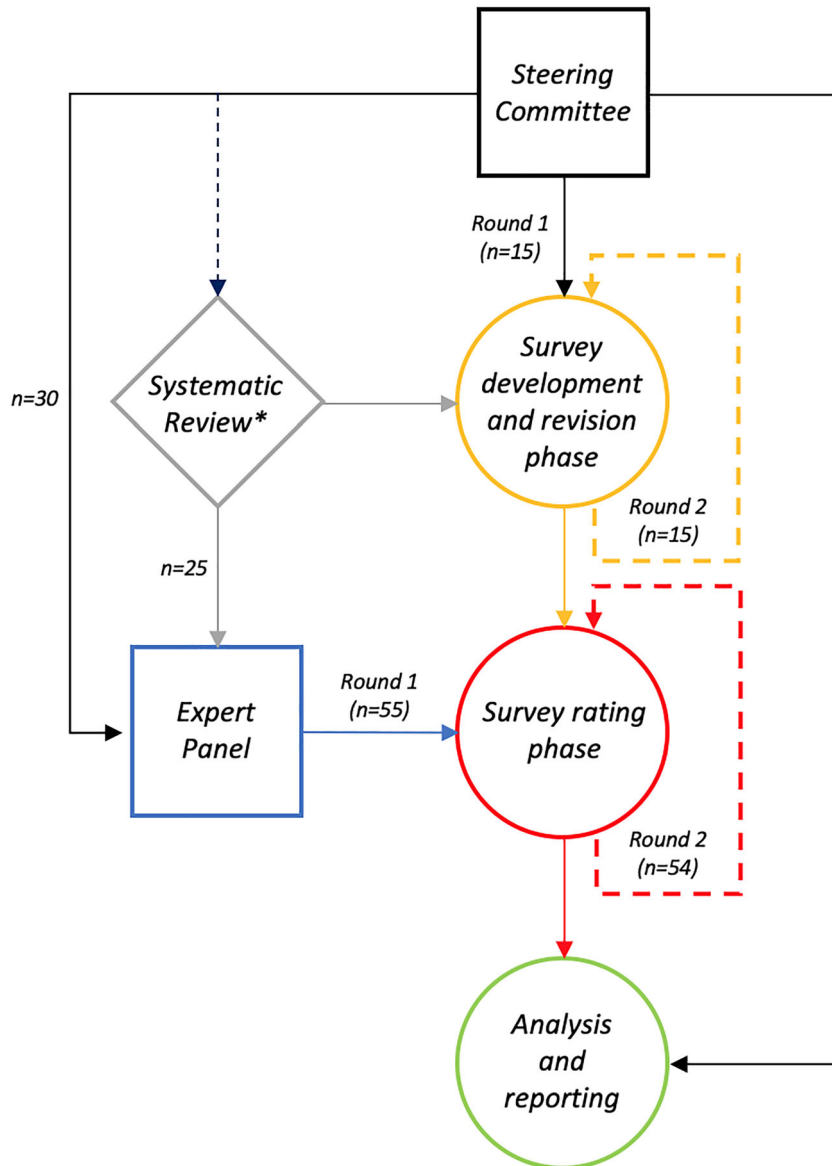 Steering
Committee
Round 1
(n=15)
Systematic
Review*
Survey
development
and revision
phase
n=30
Round 2
(n=15)
n=25
Expert
Panel
Round 1
(n=55)
Survey rating
phase
Round 2
(n=54)
Analysis
and
reporting